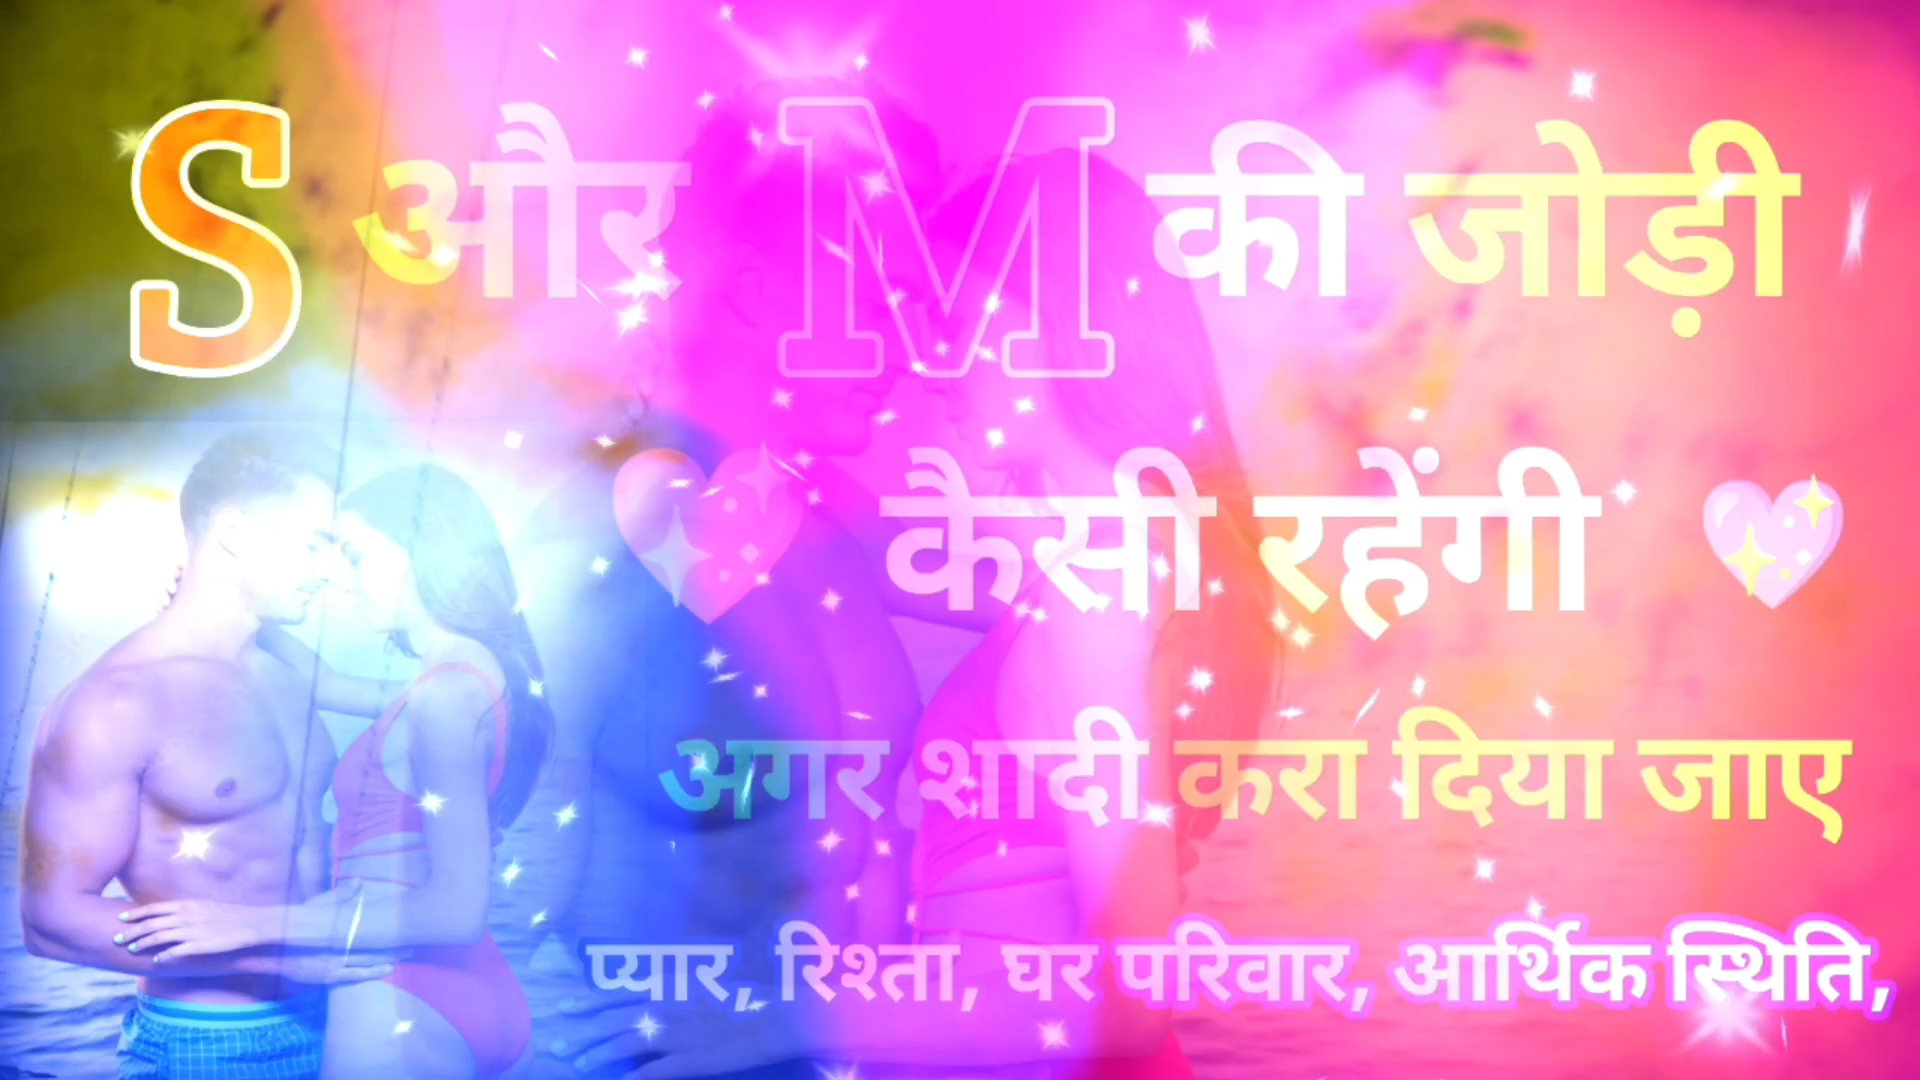 S और M की जोड़ी
💖 कैसी रहेंगी 💖
अगर शादी करा दिया जाए
प्यार, रिश्ता, घर परिवार, आर्थिक स्थिति,